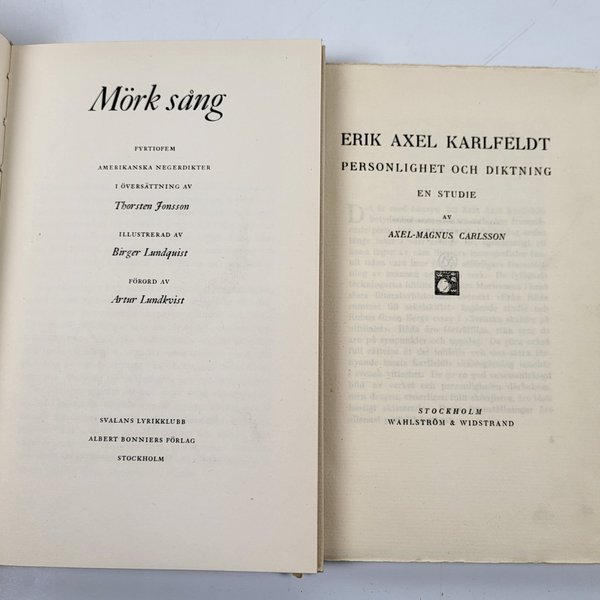 Mörk sång
FYRTIOFEM
AMERIKANSKA NEGERDIKTER
I ÖVERSÄTTNING AV
Thorsten Jonsson
ILLUSTRERAD AV
Birger Lundquist
FÖRORD AV
Artur Lundkvist
SVALANS LYRIKKLUBB
ALBERT BONNIERS FÖRLAG
STOCKHOLM
ERIK AXEL KARLFELDT
PERSONLIGHET OCH DIKTNING
EN STUDIE
AV
AXEL-MAGNUS CARLSSON
STOCKHOLM
WAHLSTRÖM & WIDSTRAND